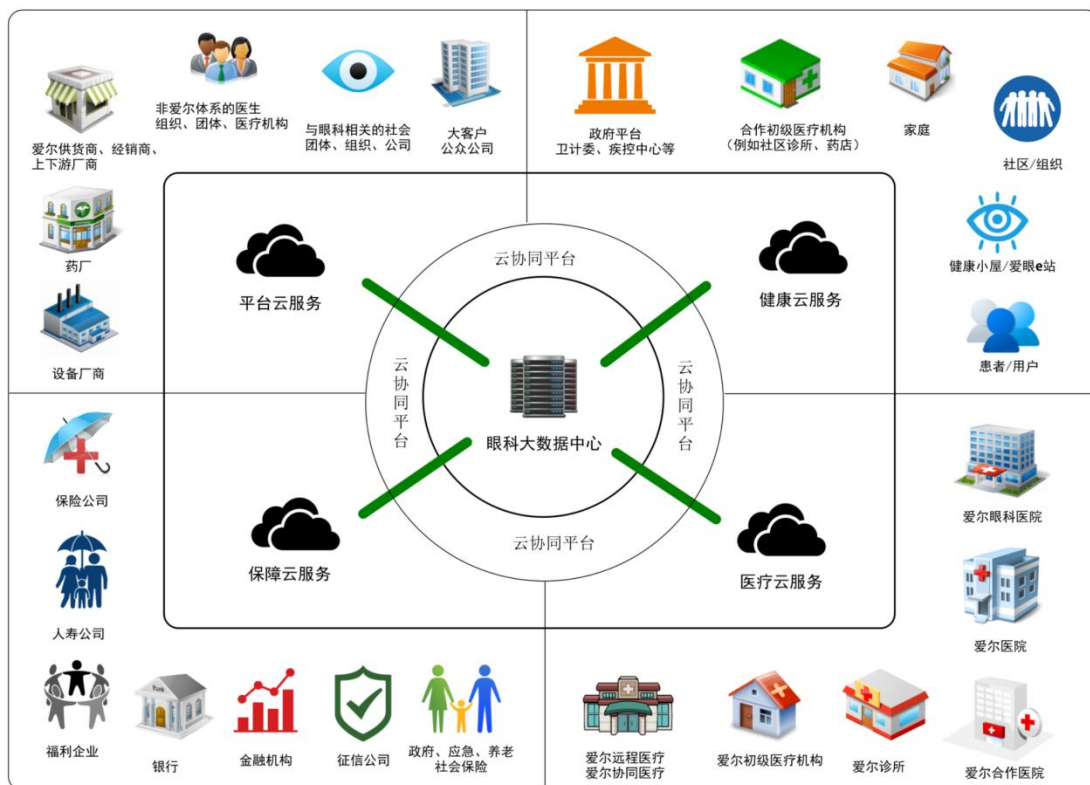 爱尔供货商、经销商、
上下游厂商
非爱尔体系的医生
组织、团体、医疗机构
与眼科相关的社会
团体、组织、公司
大客户
公众公司
政府平台
卫计委、疾控中心等
合作初级医疗机构
(例如社区诊所、药店)
家庭
社区/组织
药厂
设备厂商
健康小屋/爱眼e站
患者/用户
平台云服务
云协同平台
健康云服务
云协同平台
眼科大数据中心
云协同平台
保障云服务
云协同平台
医疗云服务
保险公司
人寿公司
福利企业
Bank
银行
金融机构
征信公司
政府、应急、养老
社会保险
爱尔眼科医院
爱尔医院
爱尔远程医疗
爱尔协同医疗
爱尔初级医疗机构
爱尔诊所
爱尔合作医院